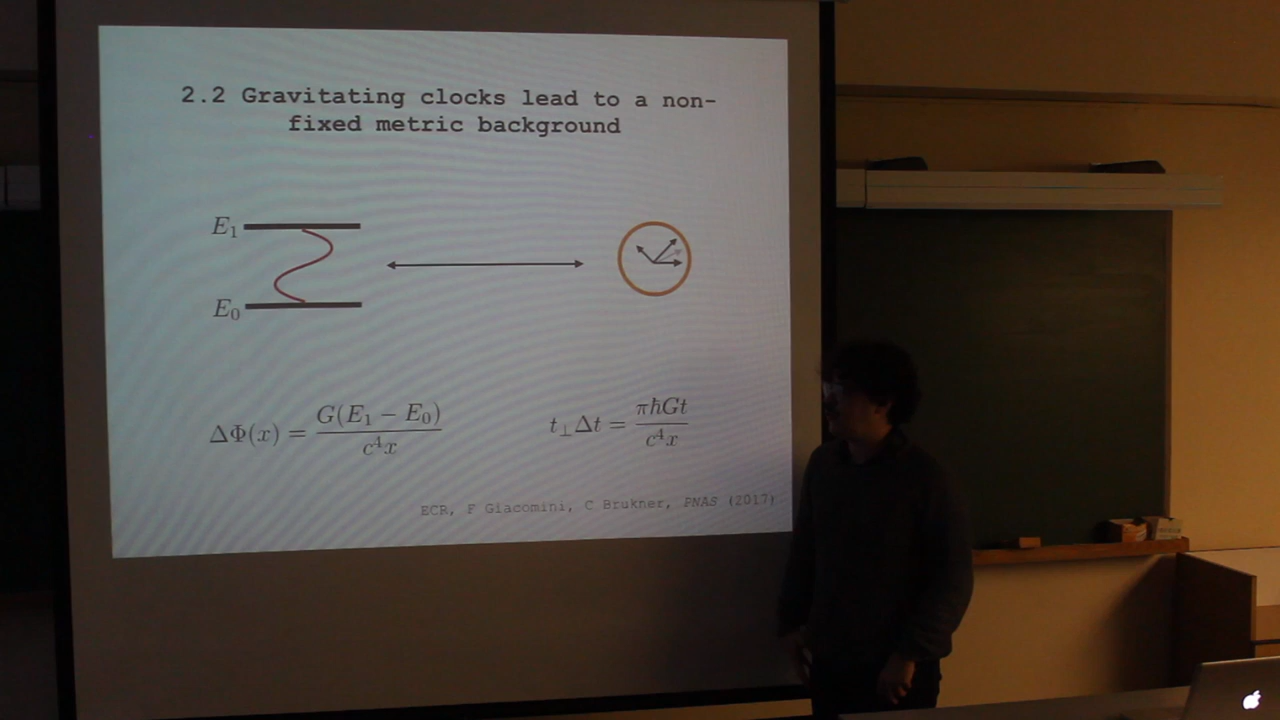 2.2 Gravitating clocks lead to a non-
fixed metric background
E₁
E₀
ΔΦ(x) = G(E₁ − E₀) / c⁴x
t⊥Δt = πħGt / c⁴x
ECR, F Giacomini, C Brukner, PNAS (2017)